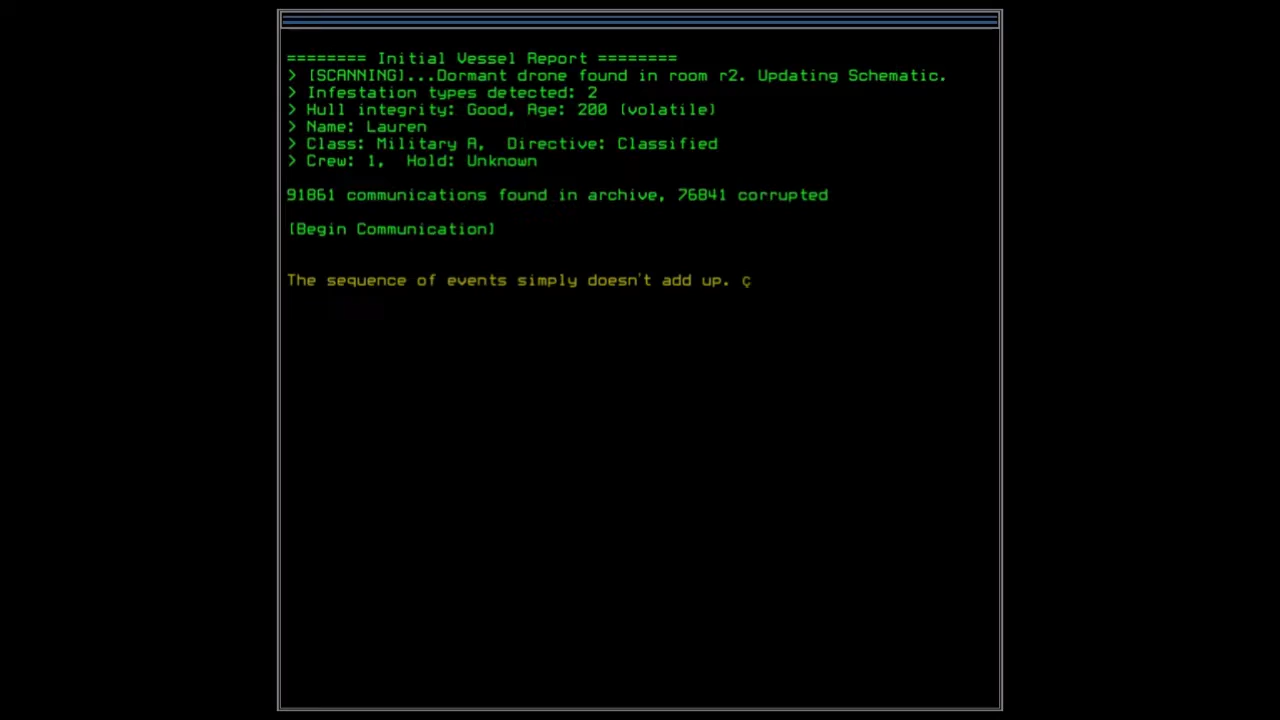 ======== Initial Vessel Report ========
> [SCANNING]...Dormant drone found in room r2. Updating Schematic.
> Infestation types detected: 2
> Hull integrity: Good, Age: 200 (volatile)
> Name: Lauren
> Class: Military A,  Directive: Classified
> Crew: 1,  Hold: Unknown
91861 communications found in archive, 76841 corrupted
[Begin Communication]
The sequence of events simply doesn't add up. ç